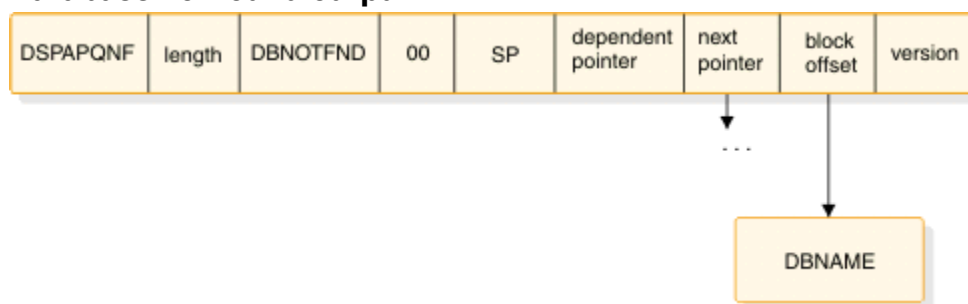 DSPAPQNF length DBNOTFND 00 SP dependent pointer next pointer block offset version
. . .
DBNAME